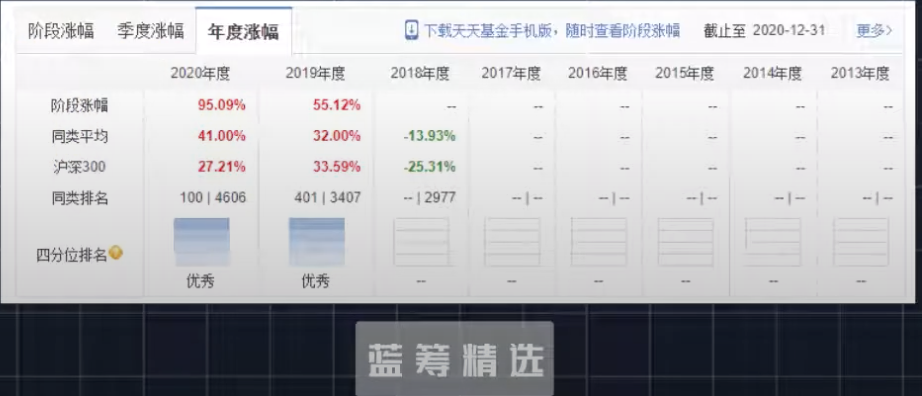 阶段涨幅 季度涨幅 年度涨幅 下载天天基金手机版，随时查看阶段涨幅 截止至 2020-12-31 更多>
2020年度 2019年度 2018年度 2017年度 2016年度 2015年度 2014年度 2013年度
阶段涨幅 95.09% 55.12% -- -- -- -- -- --
同类平均 41.00% 32.00% -13.93% -- -- -- -- --
沪深300 27.21% 33.59% -25.31% -- -- -- -- --
同类排名 100 | 4606 401 | 3407 -- | 2977 -- | -- -- | -- -- | -- -- | -- -- | --
四分位排名
优秀 优秀 -- -- -- -- -- --
蓝筹精选